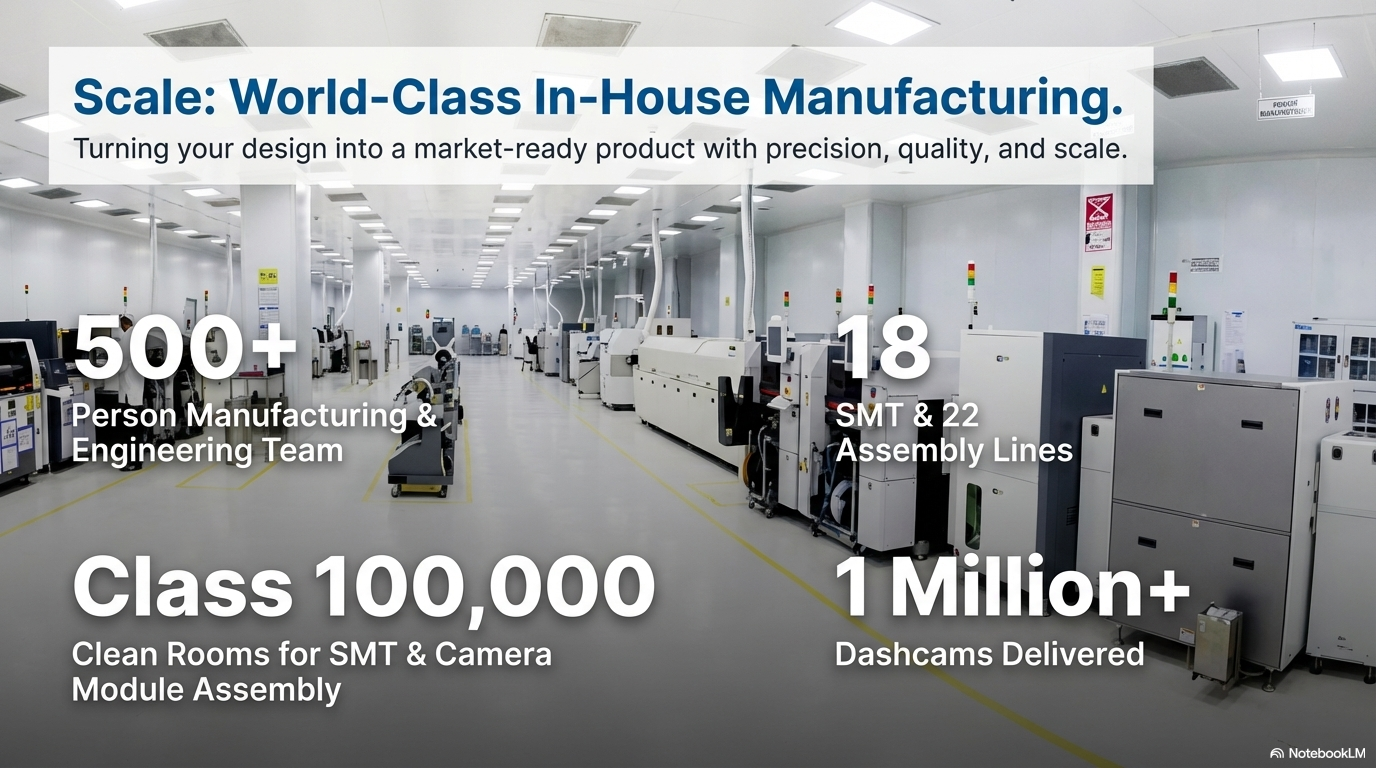 Scale: World-Class In-House Manufacturing.
Turning your design into a market-ready product with precision, quality, and scale.
500+
Person Manufacturing &
Engineering Team
18
SMT & 22
Assembly Lines
Class 100,000
Clean Rooms for SMT & Camera
Module Assembly
1 Million+
Dashcams Delivered
NotebookLM